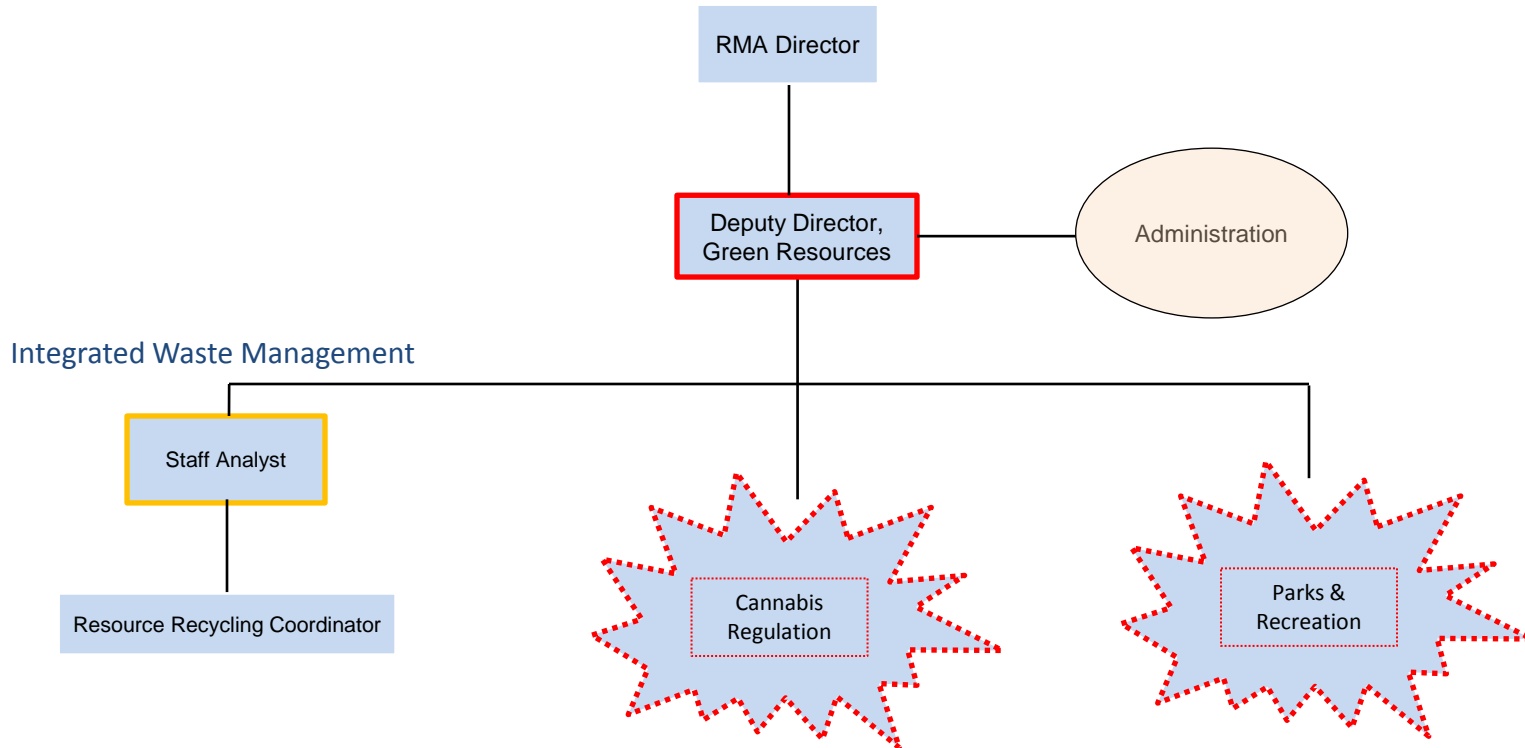 RMA Director
Deputy Director,
Green Resources
Administration
Integrated Waste Management
Staff Analyst
Resource Recycling Coordinator
Cannabis
Regulation
Parks &
Recreation